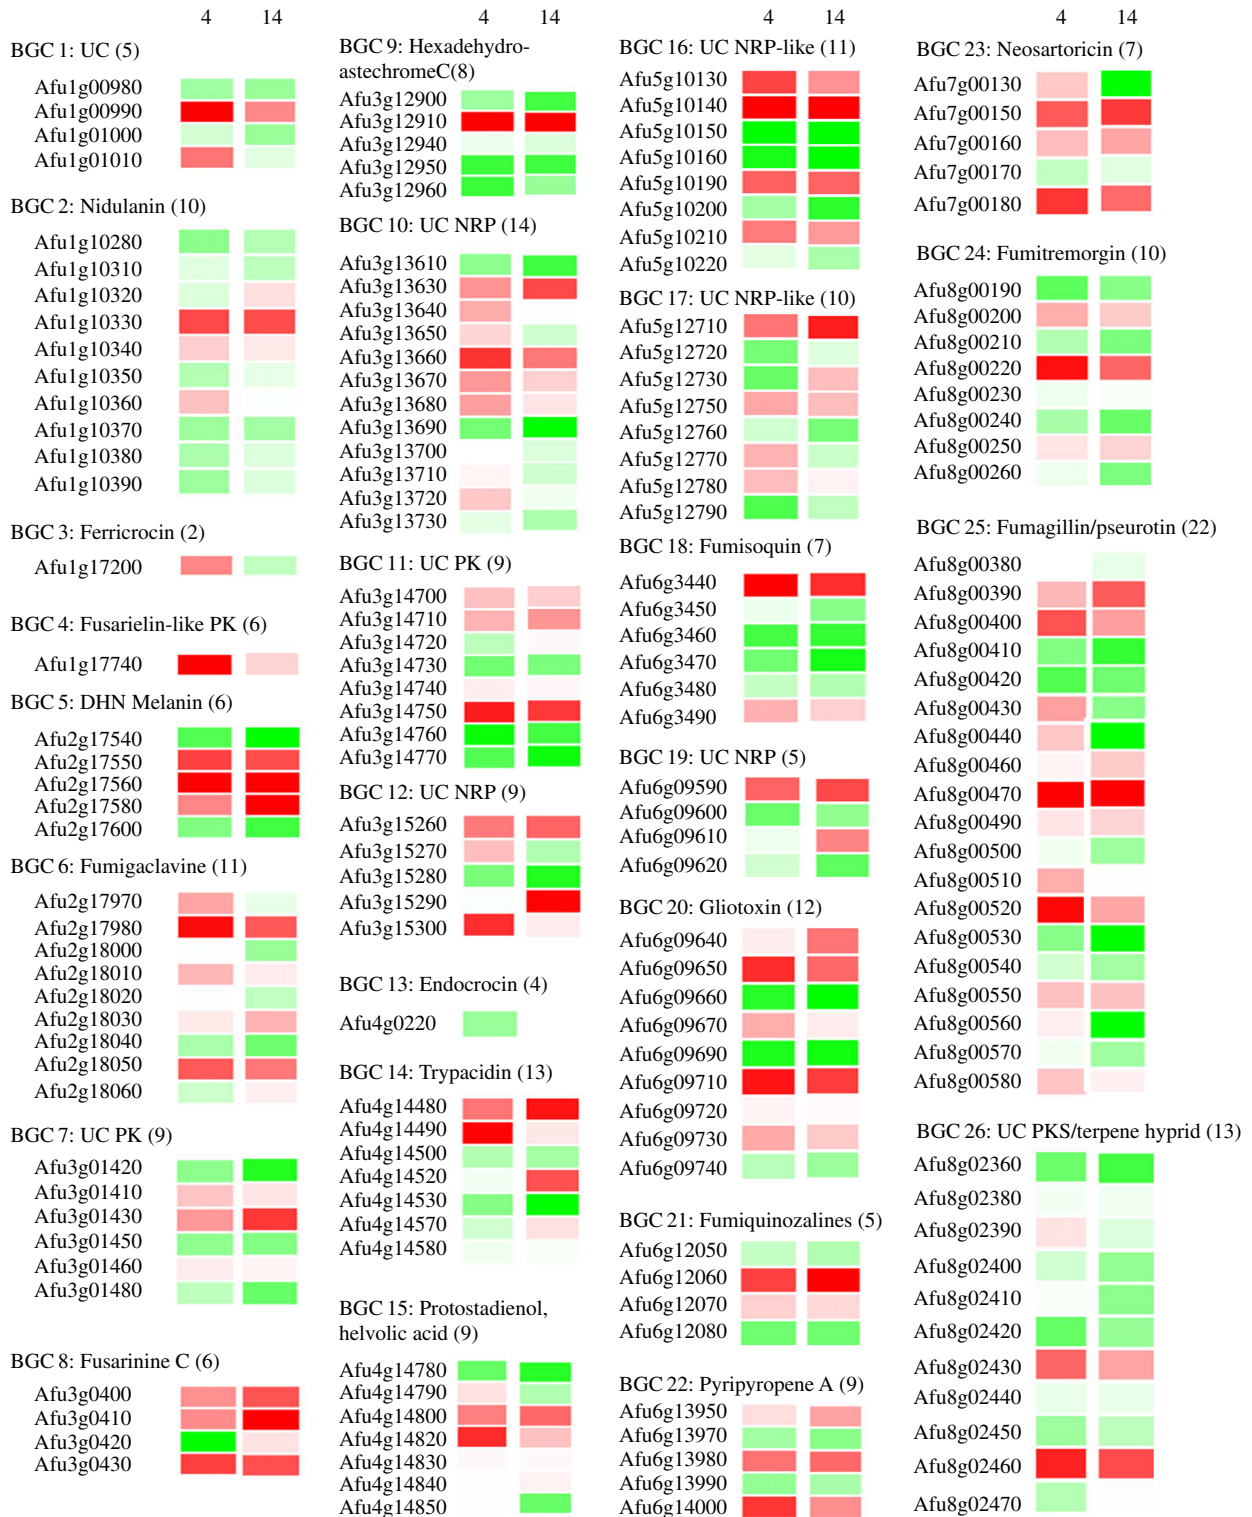 4 14
BGC 1: UC (5)
Afu1g00980
Afu1g00990
Afu1g01000
Afu1g01010
BGC 2: Nidulanin (10)
Afu1g10280
Afu1g10310
Afu1g10320
Afu1g10330
Afu1g10340
Afu1g10350
Afu1g10360
Afu1g10370
Afu1g10380
Afu1g10390
BGC 3: Ferricrocin (2)
Afu1g17200
BGC 4: Fusarielin-like PK (6)
Afu1g17740
BGC 5: DHN Melanin (6)
Afu2g17540
Afu2g17550
Afu2g17560
Afu2g17580
Afu2g17600
BGC 6: Fumigaclavine (11)
Afu2g17970
Afu2g17980
Afu2g18000
Afu2g18010
Afu2g18020
Afu2g18030
Afu2g18040
Afu2g18050
Afu2g18060
BGC 7: UC PK (9)
Afu3g01420
Afu3g01410
Afu3g01430
Afu3g01450
Afu3g01460
Afu3g01480
BGC 8: Fusarinine C (6)
Afu3g0400
Afu3g0410
Afu3g0420
Afu3g0430
4 14
BGC 9: Hexadehydro-
astechromeC(8)
Afu3g12900
Afu3g12910
Afu3g12940
Afu3g12950
Afu3g12960
BGC 10: UC NRP (14)
Afu3g13610
Afu3g13630
Afu3g13640
Afu3g13650
Afu3g13660
Afu3g13670
Afu3g13680
Afu3g13690
Afu3g13700
Afu3g13710
Afu3g13720
Afu3g13730
BGC 11: UC PK (9)
Afu3g14700
Afu3g14710
Afu3g14720
Afu3g14730
Afu3g14740
Afu3g14750
Afu3g14760
Afu3g14770
BGC 12: UC NRP (9)
Afu3g15260
Afu3g15270
Afu3g15280
Afu3g15290
Afu3g15300
BGC 13: Endocrocin (4)
Afu4g0220
BGC 14: Trypacidin (13)
Afu4g14480
Afu4g14490
Afu4g14500
Afu4g14520
Afu4g14530
Afu4g14570
Afu4g14580
BGC 15: Protostadienol,
helvolic acid (9)
Afu4g14780
Afu4g14790
Afu4g14800
Afu4g14820
Afu4g14830
Afu4g14840
Afu4g14850
4 14
BGC 16: UC NRP-like (11)
Afu5g10130
Afu5g10140
Afu5g10150
Afu5g10160
Afu5g10190
Afu5g10200
Afu5g10210
Afu5g10220
BGC 17: UC NRP-like (10)
Afu5g12710
Afu5g12720
Afu5g12730
Afu5g12750
Afu5g12760
Afu5g12770
Afu5g12780
Afu5g12790
BGC 18: Fumisoquin (7)
Afu6g3440
Afu6g3450
Afu6g3460
Afu6g3470
Afu6g3480
Afu6g3490
BGC 19: UC NRP (5)
Afu6g09590
Afu6g09600
Afu6g09610
Afu6g09620
BGC 20: Gliotoxin (12)
Afu6g09640
Afu6g09650
Afu6g09660
Afu6g09670
Afu6g09690
Afu6g09710
Afu6g09720
Afu6g09730
Afu6g09740
BGC 21: Fumiquinozalines (5)
Afu6g12050
Afu6g12060
Afu6g12070
Afu6g12080
BGC 22: Pyripyropene A (9)
Afu6g13950
Afu6g13970
Afu6g13980
Afu6g13990
Afu6g14000
4 14
BGC 23: Neosartoricin (7)
Afu7g00130
Afu7g00150
Afu7g00160
Afu7g00170
Afu7g00180
BGC 24: Fumitremorgin (10)
Afu8g00190
Afu8g00200
Afu8g00210
Afu8g00220
Afu8g00230
Afu8g00240
Afu8g00250
Afu8g00260
BGC 25: Fumagillin/pseurotin (22)
Afu8g00380
Afu8g00390
Afu8g00400
Afu8g00410
Afu8g00420
Afu8g00430
Afu8g00440
Afu8g00460
Afu8g00470
Afu8g00490
Afu8g00500
Afu8g00510
Afu8g00520
Afu8g00530
Afu8g00540
Afu8g00550
Afu8g00560
Afu8g00570
Afu8g00580
BGC 26: UC PKS/terpene hyprid (13)
Afu8g02360
Afu8g02380
Afu8g02390
Afu8g02400
Afu8g02410
Afu8g02420
Afu8g02430
Afu8g02440
Afu8g02450
Afu8g02460
Afu8g02470